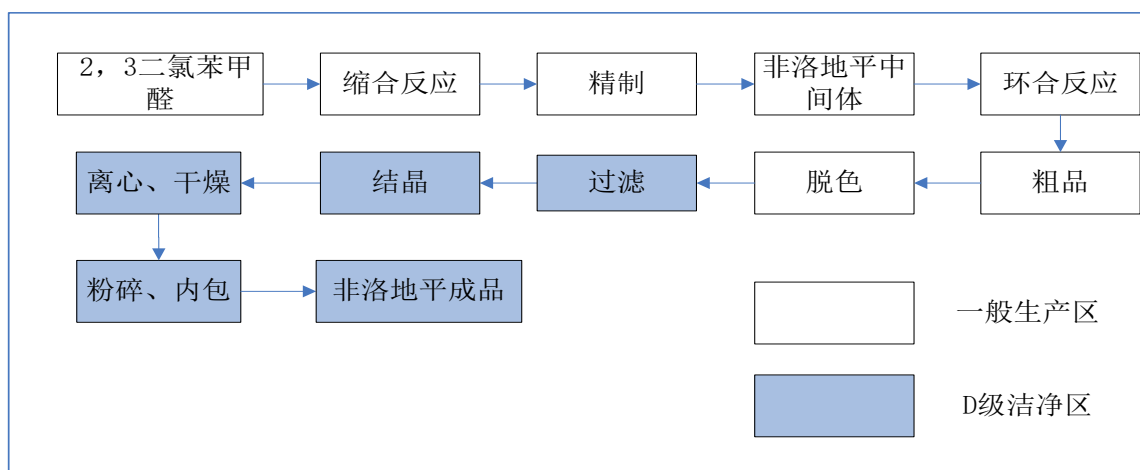 2，3二氯苯甲
醛
缩合反应
精制
非洛地平中
间体
环合反应
离心、干燥
结晶
过滤
脱色
粗品
粉碎、内包
非洛地平成品
一般生产区
D级洁净区